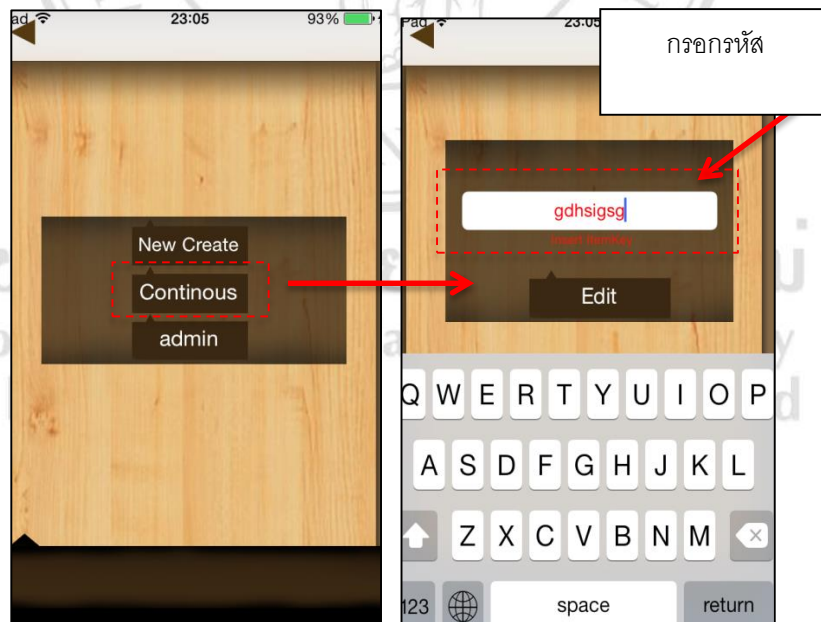 ad
23:05
93%
New Create
Continous
admin
Pad
23:05
กรอกรหัส
gdhsigsg
Insert
Edit
Q W E R T Y U I O P
A S D F G H J K L
Z X C V B N M
123
space
return